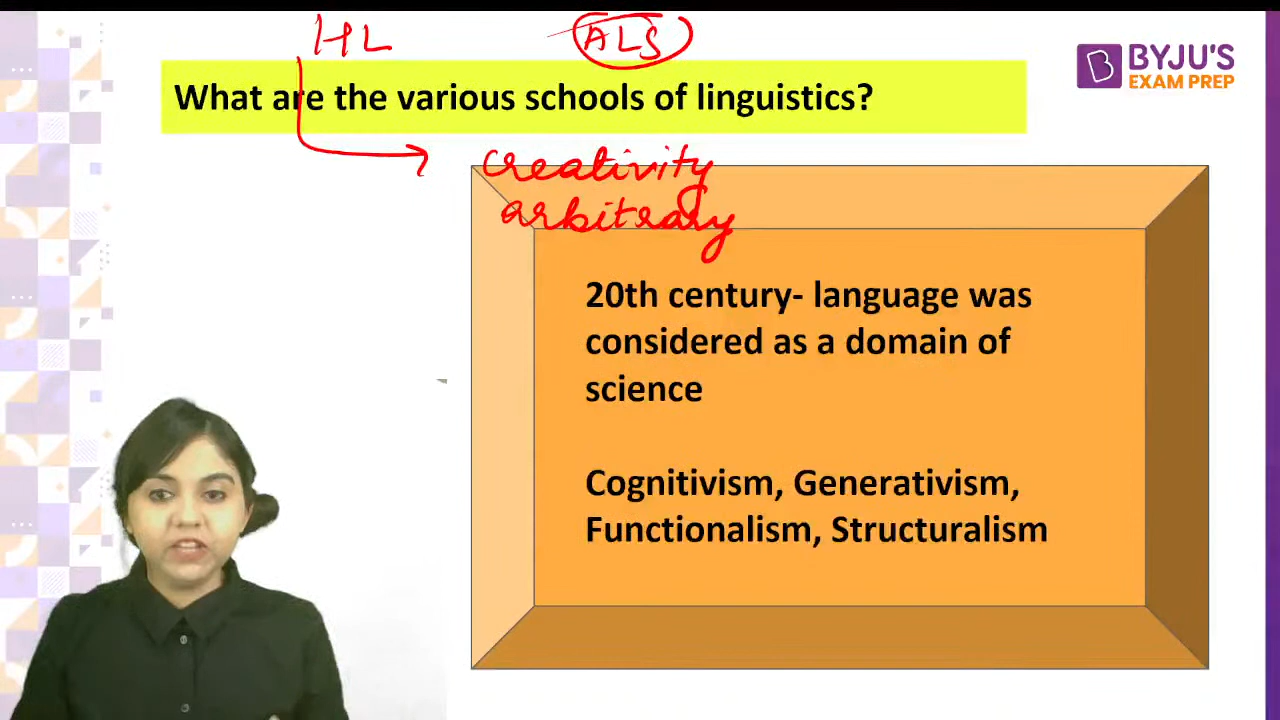 HL ALS
BYJU'S
EXAM PREP
What are the various schools of linguistics?
creativity
arbitrary
20th century- language was
considered as a domain of
science
Cognitivism, Generativism,
Functionalism, Structuralism